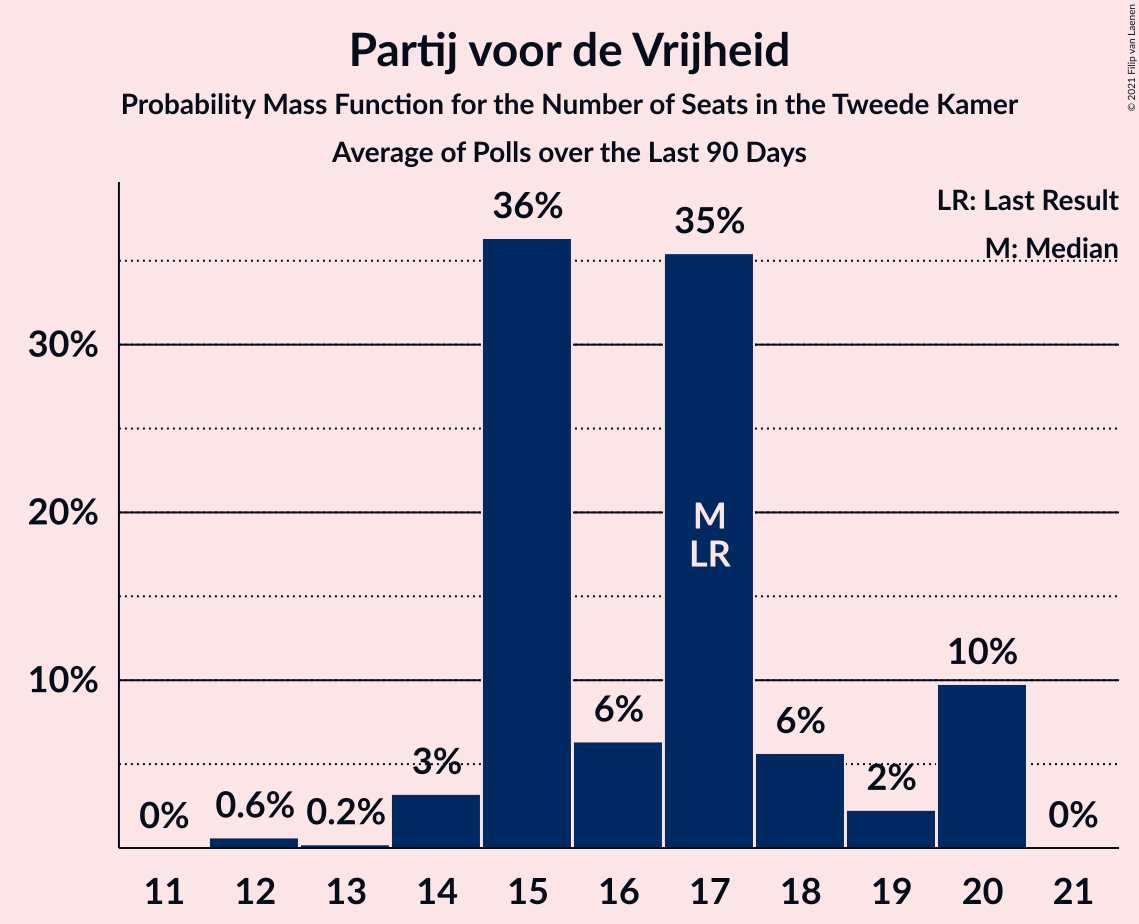 Partij voor de Vrijheid
Probability Mass Function for the Number of Seats in the Tweede Kamer
Average of Polls over the Last 90 Days
© 2021 Filip van Laenen
LR: Last Result
M: Median
36%
35%
30%
20%
10%
M
LR
0%
0.6%
0.2%
3%
6%
6%
2%
10%
0%
11 12 13 14 15 16 17 18 19 20 21